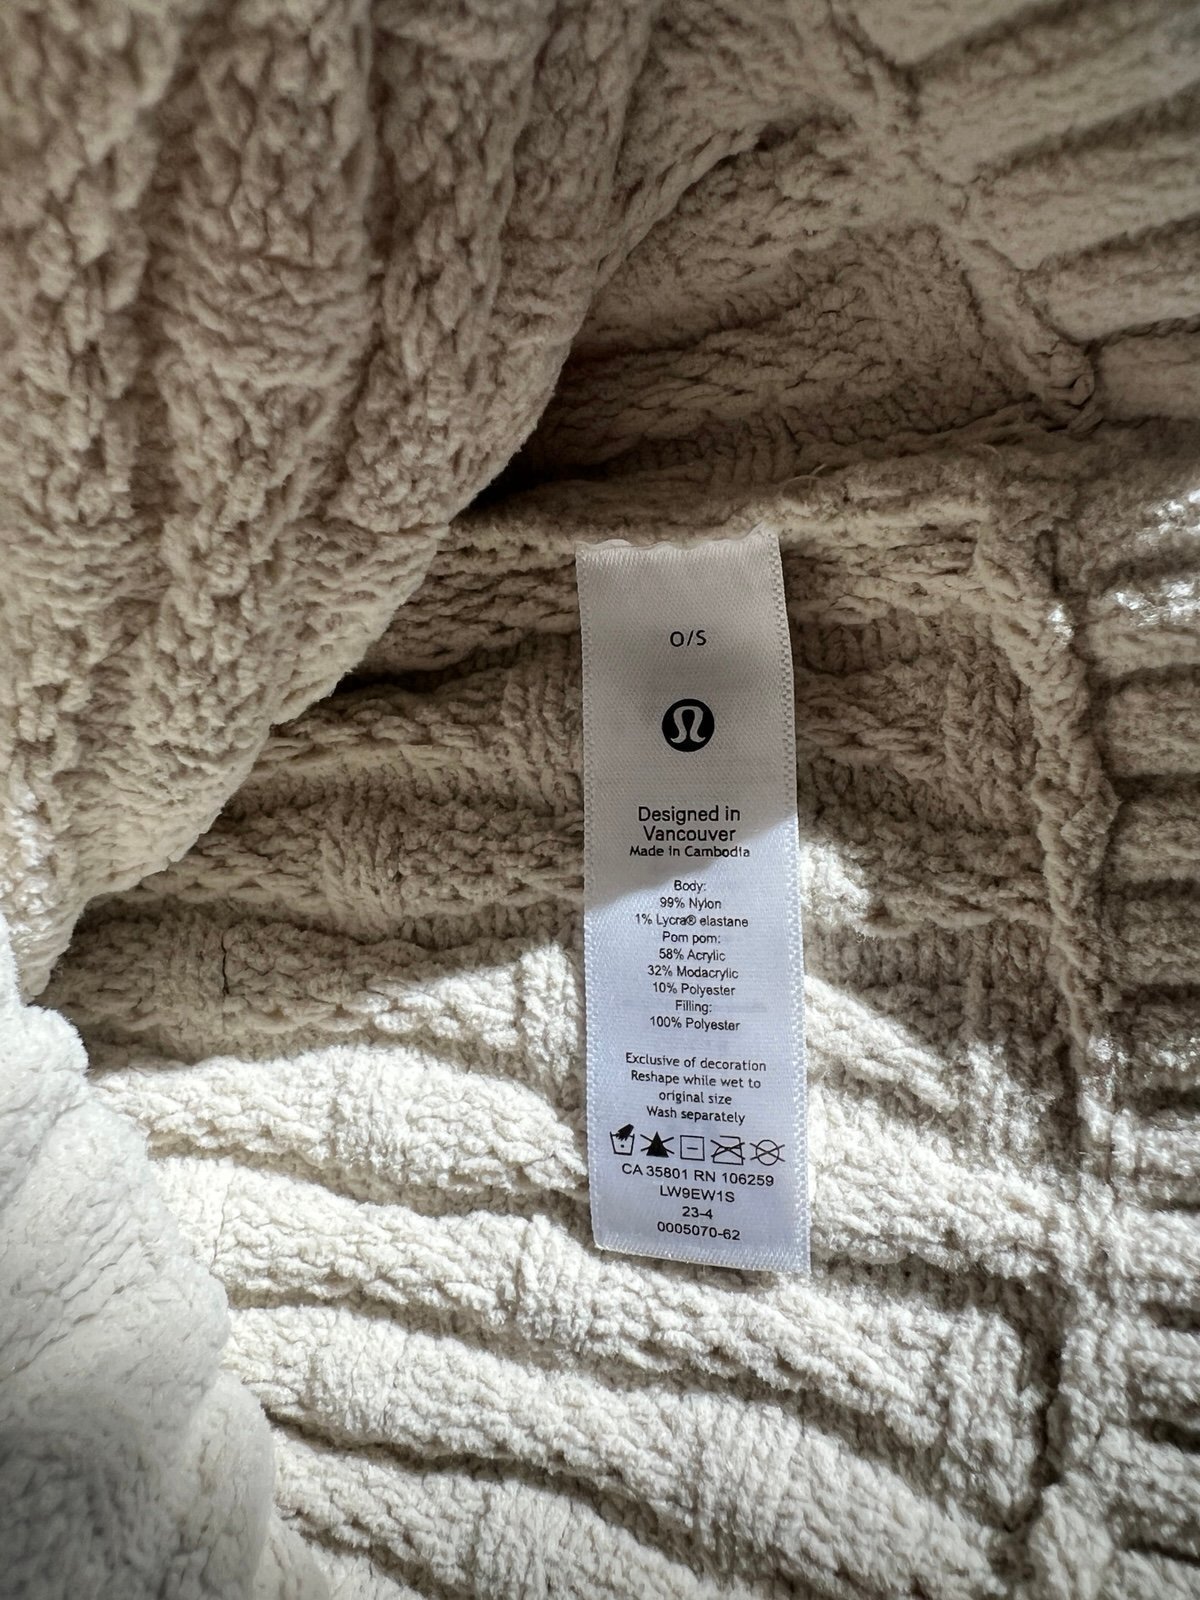 O/S
Designed in
Vancouver
Made in Cambodia
Body:
99% Nylon
1% Lycra® elastane
Pom pom:
58% Acrylic
32% Modacrylic
10% Polyester
Filling:
100% Polyester
Exclusive of decoration
Reshape while wet to
original size
Wash separately
CA 35801 RN 106259
LW9EW1S
23-4
0005070-62